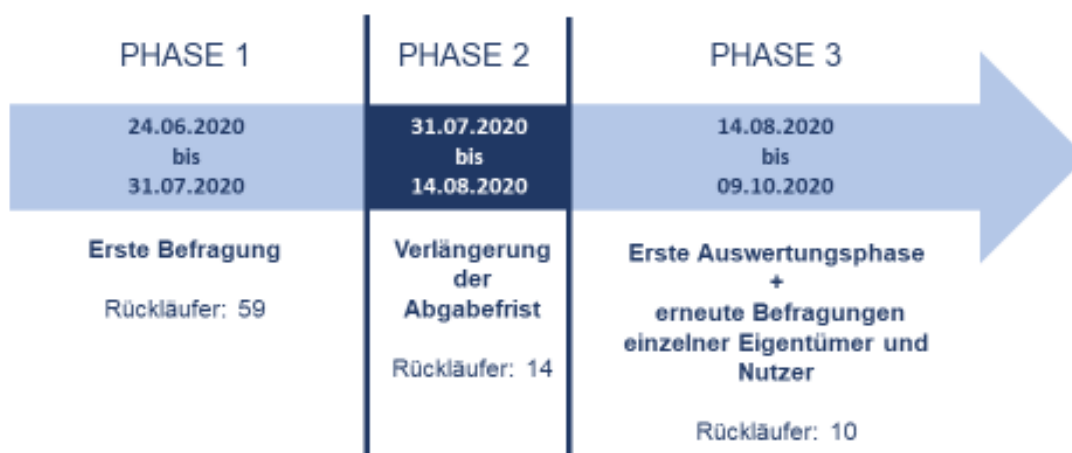 PHASE 1
24.06.2020
bis
31.07.2020
Erste Befragung
Rückläufer: 59
PHASE 2
31.07.2020
bis
14.08.2020
Verlängerung
der
Abgabefrist
Rückläufer: 14
PHASE 3
14.08.2020
bis
09.10.2020
Erste Auswertungsphase
+
erneute Befragungen
einzelner Eigentümer und
Nutzer
Rückläufer: 10